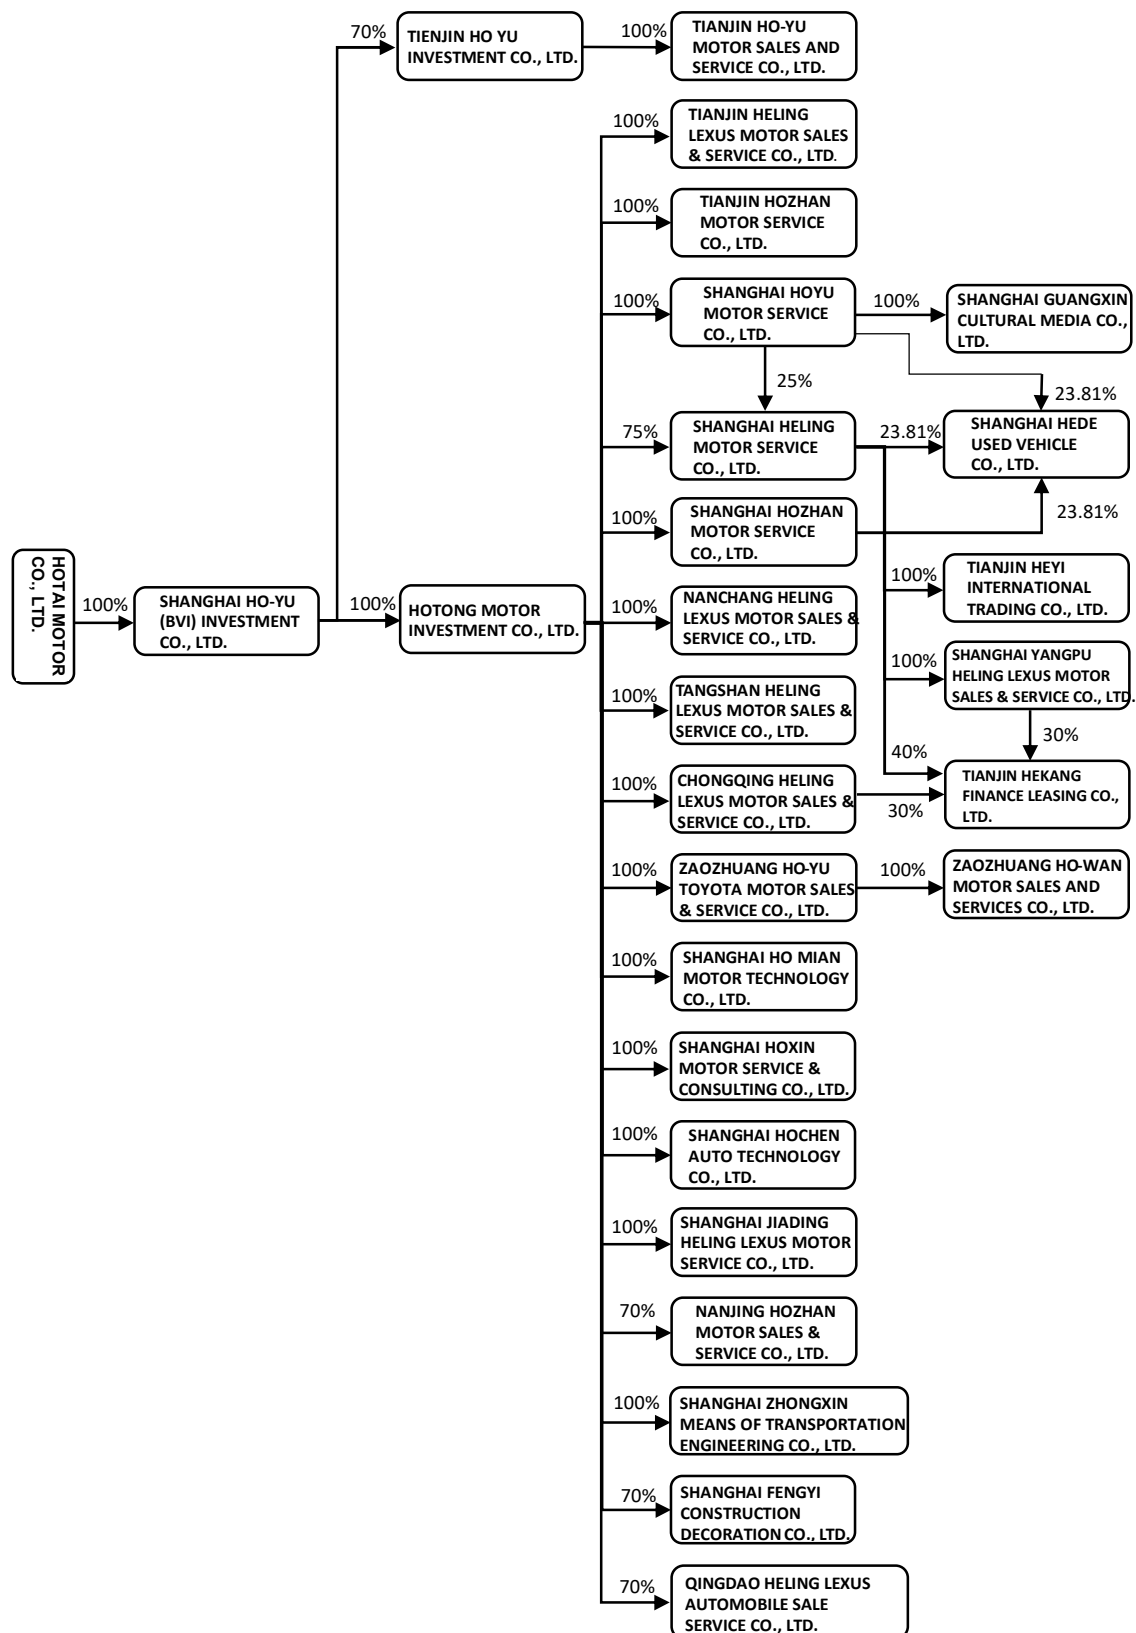 70%
TIENJIN HO YU
INVESTMENT CO., LTD.
100%
TIANJIN HO-YU
MOTOR SALES AND
SERVICE CO., LTD.
100%
TIANJIN HELING
LEXUS MOTOR SALES
& SERVICE CO., LTD.
100%
TIANJIN HOZHAN
MOTOR SERVICE
CO., LTD.
100%
SHANGHAI HOYU
MOTOR SERVICE
CO., LTD.
100%
SHANGHAI GUANGXIN
CULTURAL MEDIA CO.,
LTD.
25%
23.81%
75%
SHANGHAI HELING
MOTOR SERVICE
CO., LTD.
23.81%
SHANGHAI HEDE
USED VEHICLE
CO., LTD.
100%
SHANGHAI HOZHAN
MOTOR SERVICE
CO., LTD.
23.81%
HOTAI MOTOR
CO., LTD.
100%
SHANGHAI HO-YU
(BVI) INVESTMENT
CO., LTD.
100%
HOTONG MOTOR
INVESTMENT CO., LTD.
100%
NANCHANG HELING
LEXUS MOTOR SALES &
SERVICE CO., LTD.
100%
TIANJIN HEYI
INTERNATIONAL
TRADING CO., LTD.
100%
TANGSHAN HELING
LEXUS MOTOR SALES &
SERVICE CO., LTD.
100%
SHANGHAI YANGPU
HELING LEXUS MOTOR
SALES & SERVICE CO., LTD.
30%
100%
CHONGQING HELING
LEXUS MOTOR SALES &
SERVICE CO., LTD.
40%
30%
TIANJIN HEKANG
FINANCE LEASING CO.,
LTD.
100%
ZAOZHUANG HO-YU
TOYOTA MOTOR SALES
& SERVICE CO., LTD.
100%
ZAOZHUANG HO-WAN
MOTOR SALES AND
SERVICES CO., LTD.
100%
SHANGHAI HO MIAN
MOTOR TECHNOLOGY
CO., LTD.
100%
SHANGHAI HOXIN
MOTOR SERVICE &
CONSULTING CO., LTD.
100%
SHANGHAI HOCHEN
AUTO TECHNOLOGY
CO., LTD.
100%
SHANGHAI JIADING
HELING LEXUS MOTOR
SERVICE CO., LTD.
70%
NANJING HOZHAN
MOTOR SALES &
SERVICE CO., LTD.
100%
SHANGHAI ZHONGXIN
MEANS OF TRANSPORTATION
ENGINEERING CO., LTD.
70%
SHANGHAI FENGYI
CONSTRUCTION
DECORATION CO., LTD.
70%
QINGDAO HELING LEXUS
AUTOMOBILE SALE
SERVICE CO., LTD.